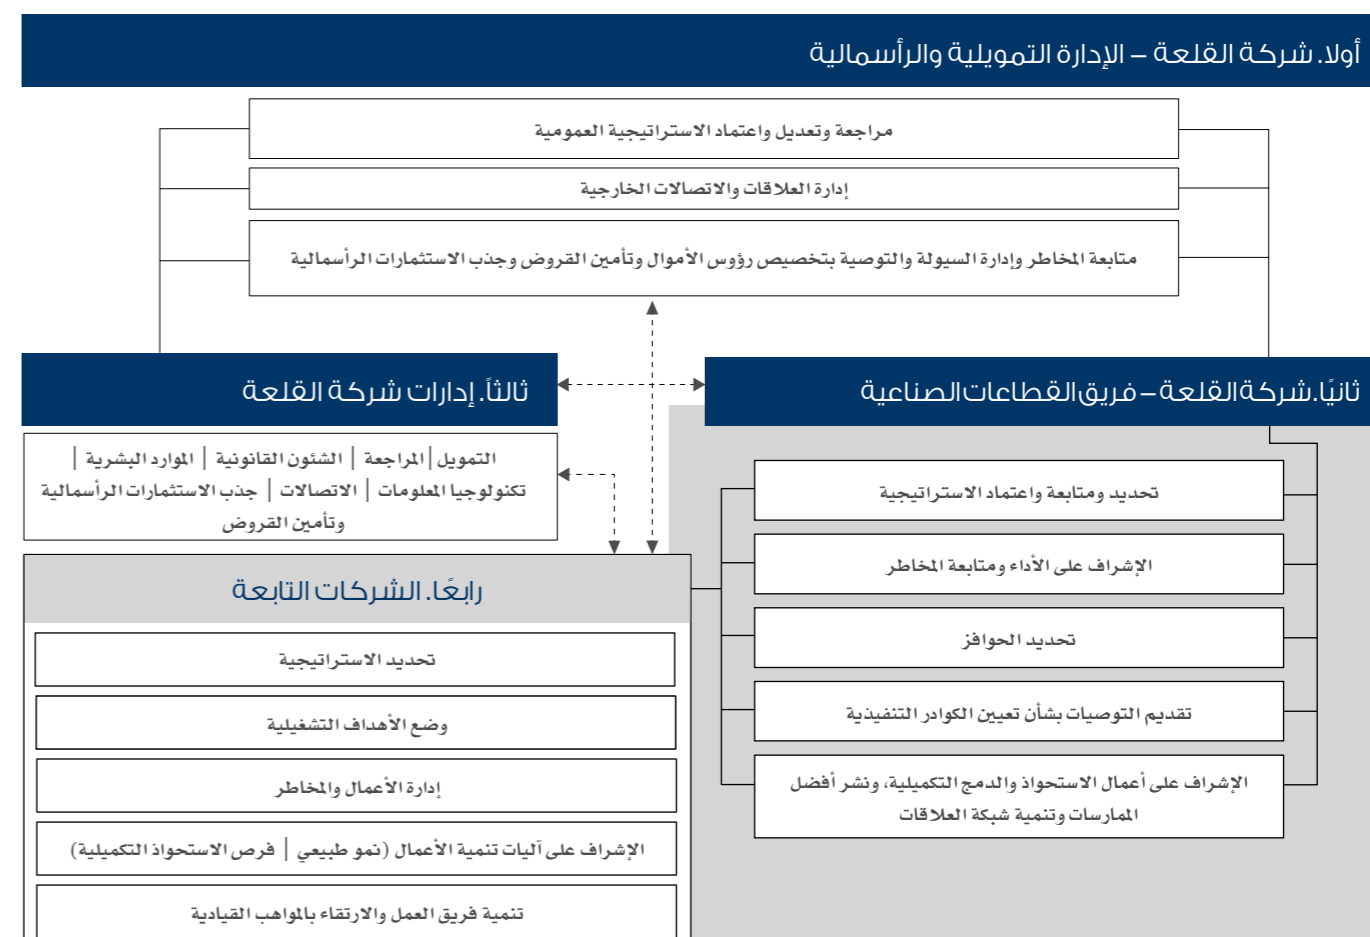 أولا. شركة القلعة – الإدارة التمويلية والرأسمالية
مراجعة وتعديل واعتماد الاستراتيجية العمومية
إدارة العلاقات والاتصالات الخارجية
متابعة المخاطر وإدارة السيولة والتوصية بتخصيص رؤوس الأموال وتأمين القروض وجذب الاستثمارات الرأسمالية
ثانيًا.شركة القلعة – فريق القطاعات الصناعية
تحديد ومتابعة واعتماد الاستراتيجية
الإشراف على الأداء ومتابعة المخاطر
تحديد الحوافز
تقديم التوصيات بشأن تعيين الكوادر التنفيذية
الإشراف على أعمال الاستحواذ والدمج التكميلية، ونشر أفضل
الممارسات وتنمية شبكة العلاقات
ثالثاً. إدارات شركة القلعة
التمويل | المراجعة | الشئون القانونية | الموارد البشرية |
تكنولوجيا المعلومات | الاتصالات | جذب الاستثمارات الرأسمالية
وتأمين القروض
رابعًا. الشركات التابعة
تحديد الاستراتيجية
وضع الأهداف التشغيلية
إدارة الأعمال والمخاطر
الإشراف على آليات تنمية الأعمال (نمو طبيعي | فرص الاستحواذ التكميلية)
تنمية فريق العمل والارتقاء بالمواهب القيادية